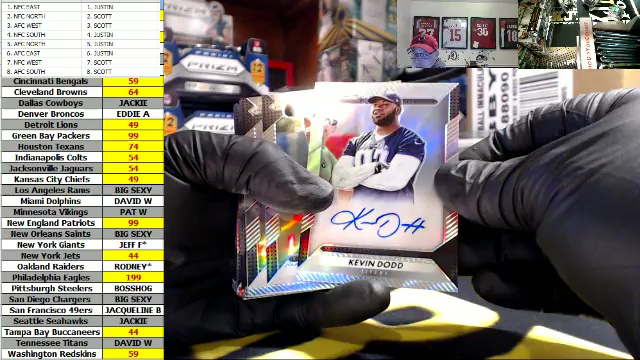 1. NFC EAST 1. JUSTIN
2. NFC NORTH 2. SCOTT
3. AFC WEST 3. SCOTT
4. NFC SOUTH 4. JUSTIN
5. AFC NORTH 5. JUSTIN
6. AFC EAST 6. JUSTIN
7. NFC WEST 7. SCOTT
8. AFC SOUTH 8. SCOTT
Cincinnati Bengals 59
Cleveland Browns 64
Dallas Cowboys JACKIE
Denver Broncos EDDIE A
Detroit Lions 49
Green Bay Packers 99
Houston Texans 74
Indianapolis Colts 54
Jacksonville Jaguars 54
Kansas City Chiefs 49
Los Angeles Rams BIG SEXY
Miami Dolphins DAVID W
Minnesota Vikings PAT W
New England Patriots 99
New Orleans Saints BIG SEXY
New York Giants JEFF F*
New York Jets 44
Oakland Raiders RODNEY*
Philadelphia Eagles 199
Pittsburgh Steelers BOSSHOG
San Diego Chargers BIG SEXY
San Francisco 49ers JACQUELINE B
Seattle Seahawks JACKIE
Tampa Bay Buccaneers 44
Tennessee Titans DAVID W
Washington Redskins 59
PRIZM
15
36
18
KEVIN DODD
TITANS